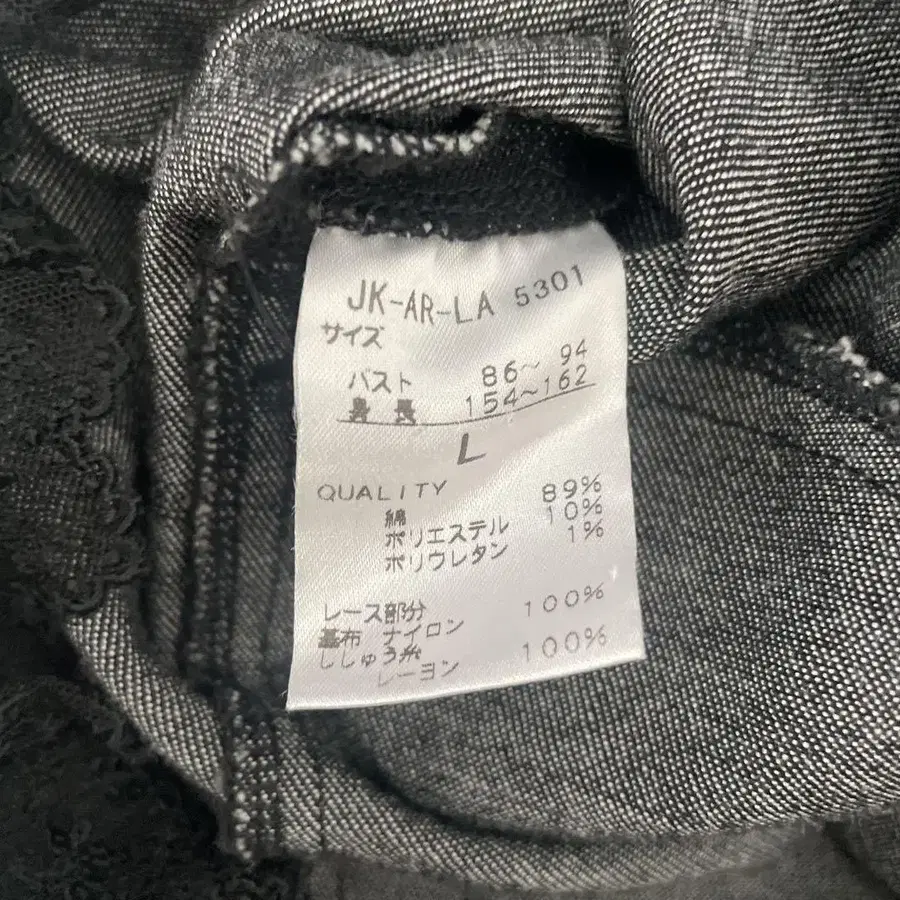 JK-AR-LA 5301
サイズ
バスト 86~ 94
身長 154~162
L
QUALITY
綿 89%
ポリエステル 10%
ポリウレタン 1%
レース部分
基布 ナイロン 100%
ししゅう糸
レーヨン 100%